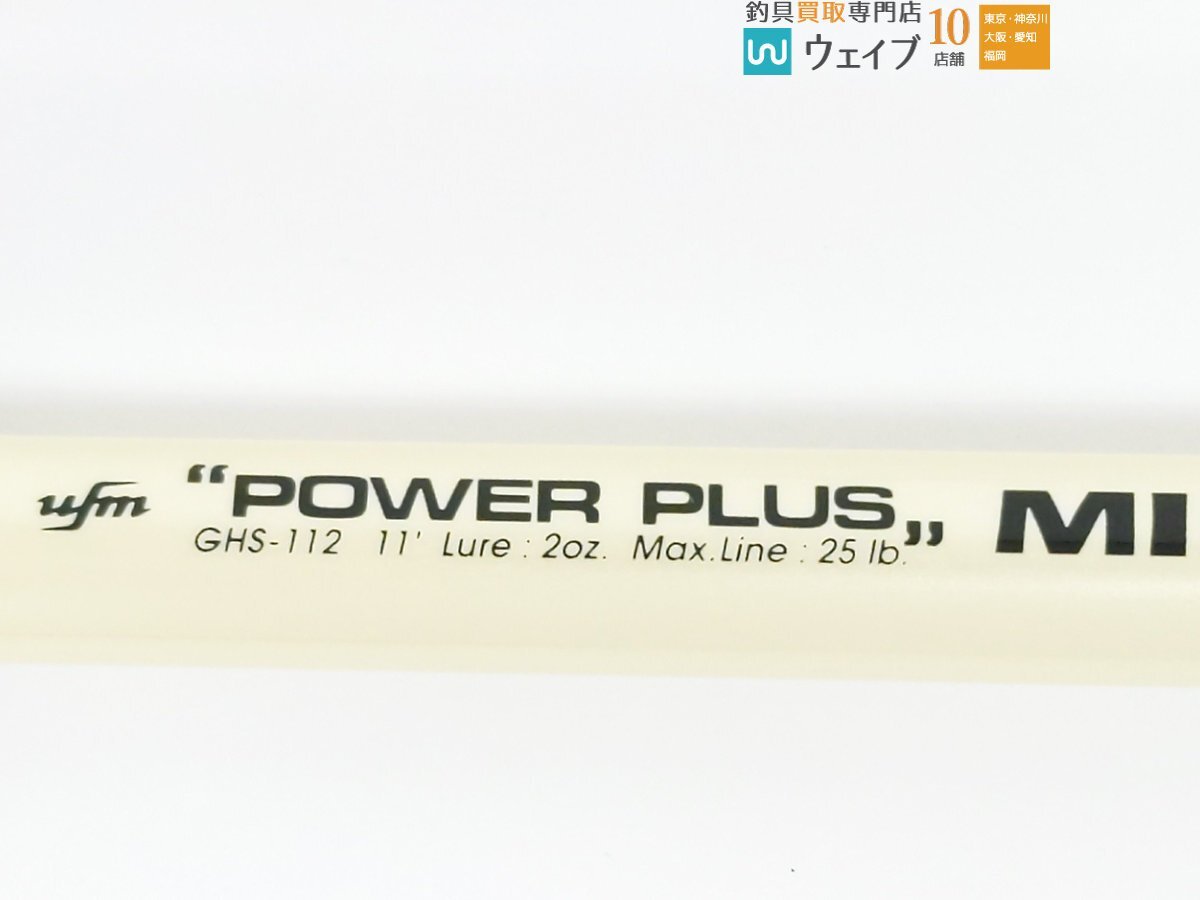 釣具買取専門店
ウェイブ
10
店舗
東京・神奈川
大阪・愛知
福岡
ufm "POWER PLUS„ MI
GHS-112 11' Lure : 2oz. Max.Line : 25 lb.